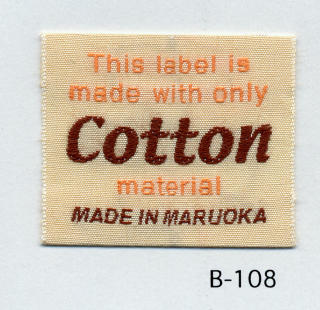 This label is
made with only
Cotton
material
MADE IN MARUOKA
B-108